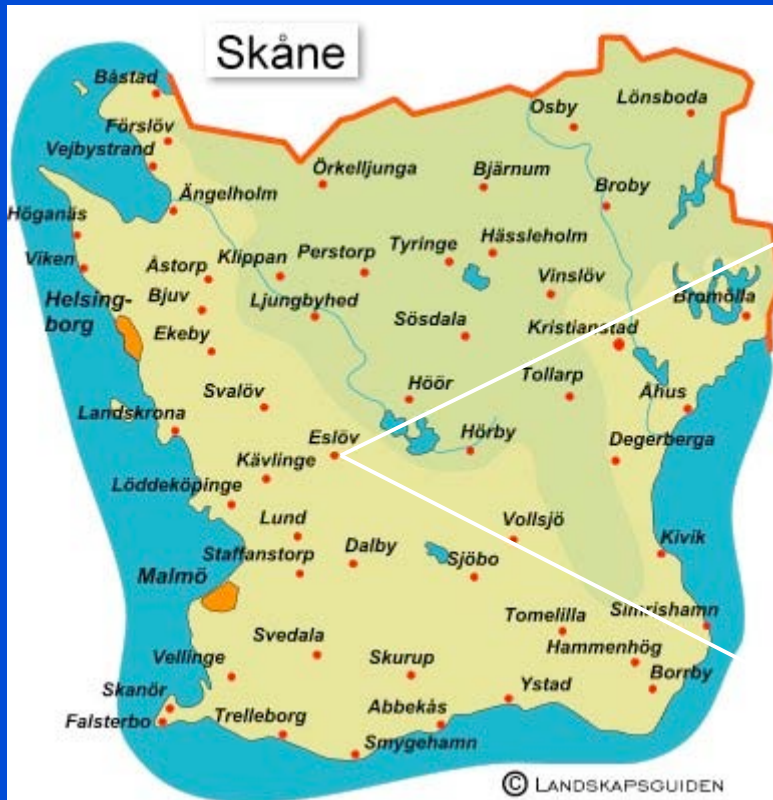 Skåne
Båstad
Osby
Lönsboda
Förslöv
Vejbystrand
Örkelljunga
Bjärnum
Ängelholm
Broby
Höganäs
Viken
Åstorp
Klippan
Perstorp
Tyringe
Hässleholm
Vinslöv
Helsing-
borg
Bjuv
Ljungbyhed
Bromölla
Ekeby
Sösdala
Kristianstad
Svalöv
Höör
Tollarp
Åhus
Landskrona
Eslöv
Hörby
Degerberga
Kävlinge
Löddeköpinge
Lund
Vollsjö
Staffanstorp
Dalby
Sjöbo
Kivik
Malmö
Tomelilla
Simrishamn
Svedala
Hammenhög
Vellinge
Skurup
Borrby
Skanör
Ystad
Falsterbo
Trelleborg
Abbekås
Smygehamn
© LANDSKAPSGUIDEN